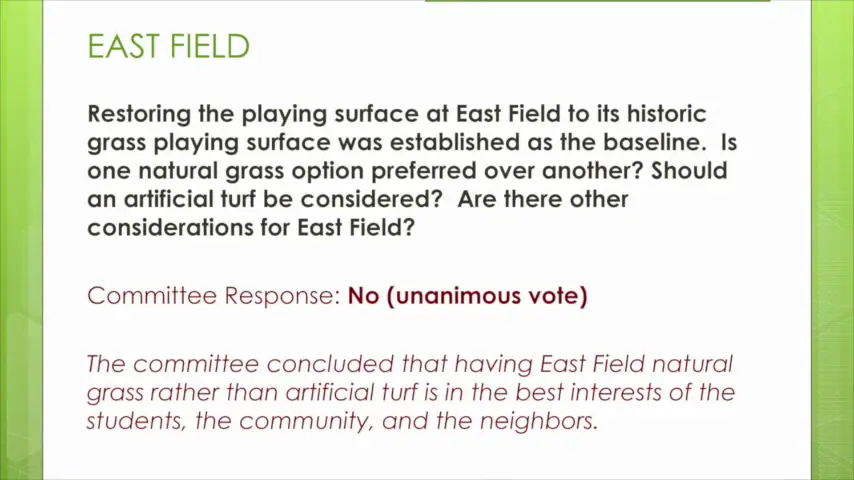 EAST FIELD
Restoring the playing surface at East Field to its historic
grass playing surface was established as the baseline.  Is
one natural grass option preferred over another? Should
an artificial turf be considered?  Are there other
considerations for East Field?
Committee Response: No (unanimous vote)
The committee concluded that having East Field natural
grass rather than artificial turf is in the best interests of the
students, the community, and the neighbors.